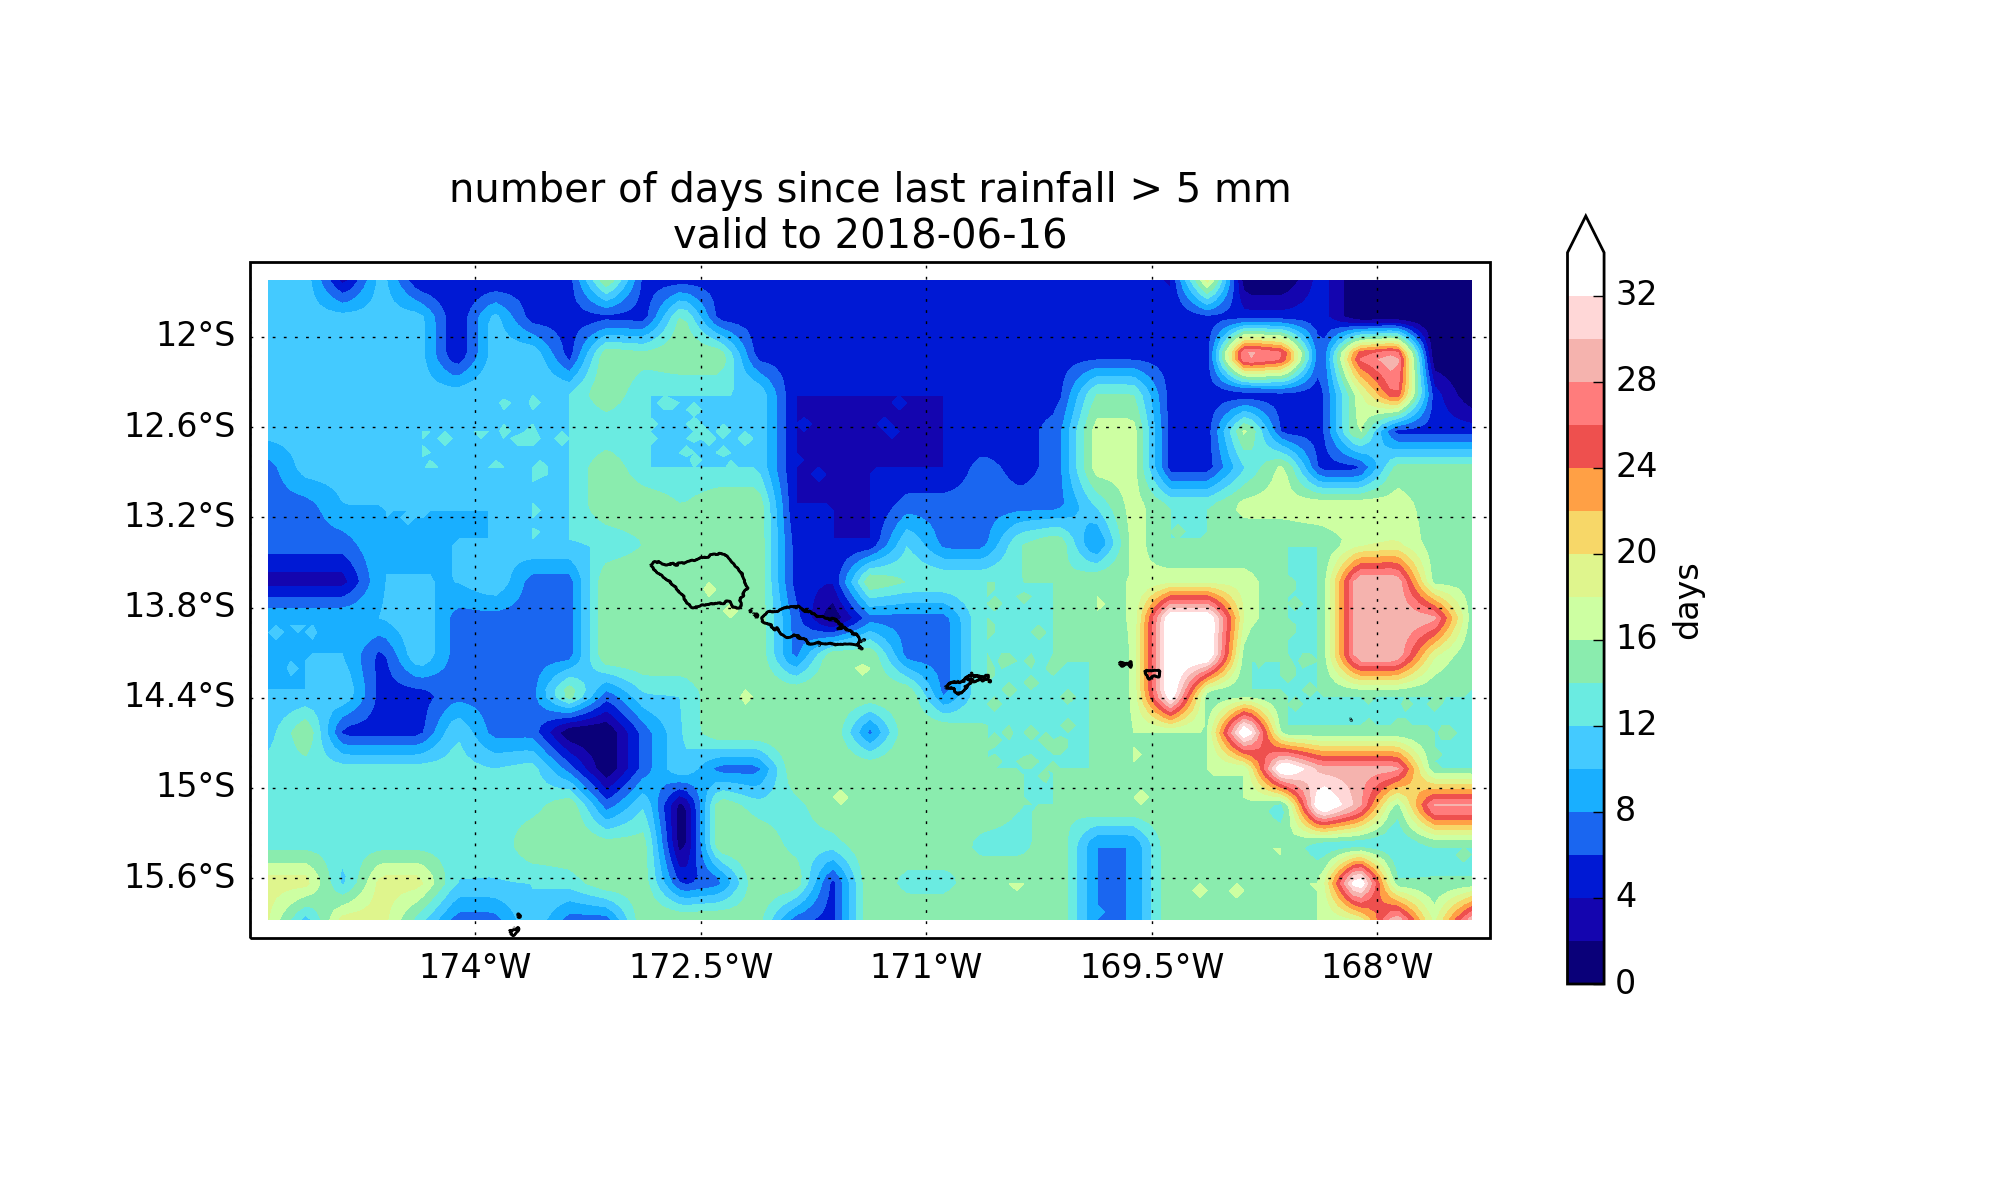 number of days since last rainfall > 5 mm
valid to 2018-06-16
12°S
12.6°S
13.2°S
13.8°S
14.4°S
15°S
15.6°S
174°W
172.5°W
171°W
169.5°W
168°W
32
28
24
20
16
12
8
4
0
days